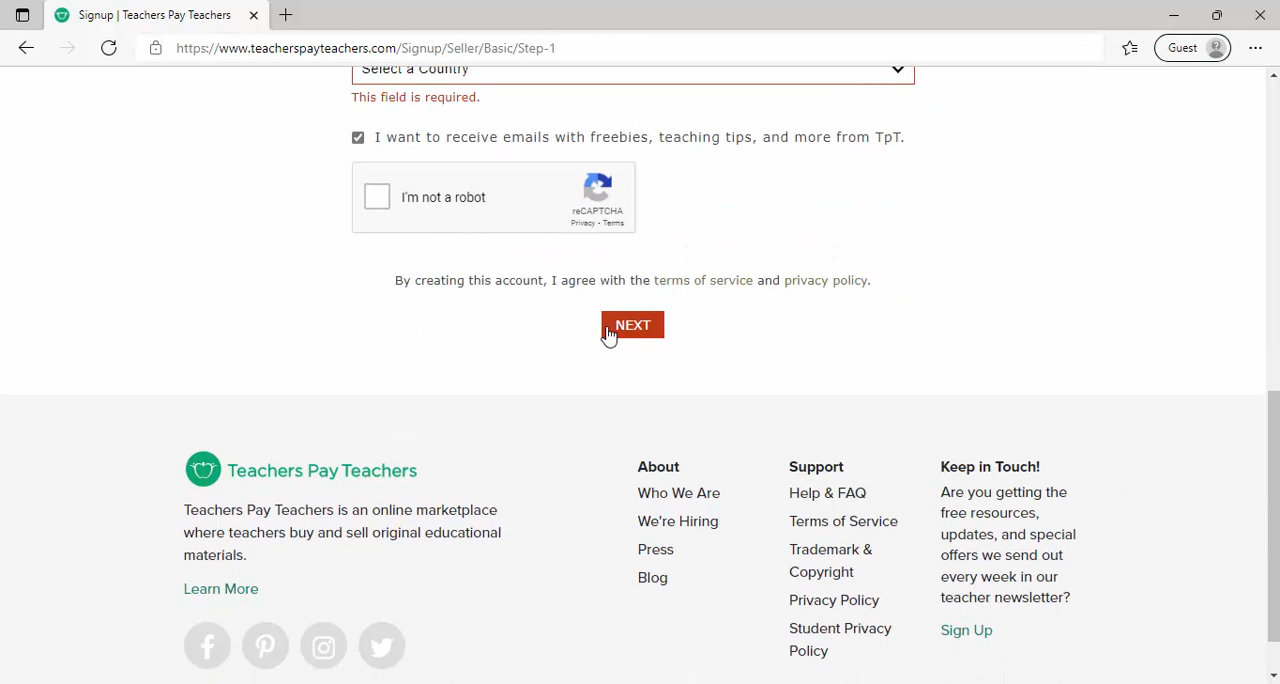 Signup | Teachers Pay Teachers
https://www.teacherspayteachers.com/Signup/Seller/Basic/Step-1
Guest
Select a Country
This field is required.
I want to receive emails with freebies, teaching tips, and more from TpT.
I'm not a robot
reCAPTCHA
Privacy - Terms
By creating this account, I agree with the terms of service and privacy policy.
NEXT
Teachers Pay Teachers
Teachers Pay Teachers is an online marketplace
where teachers buy and sell original educational
materials.
Learn More
About
Who We Are
We're Hiring
Press
Blog
Support
Help & FAQ
Terms of Service
Trademark &
Copyright
Privacy Policy
Student Privacy
Policy
Keep in Touch!
Are you getting the
free resources,
updates, and special
offers we send out
every week in our
teacher newsletter?
Sign Up